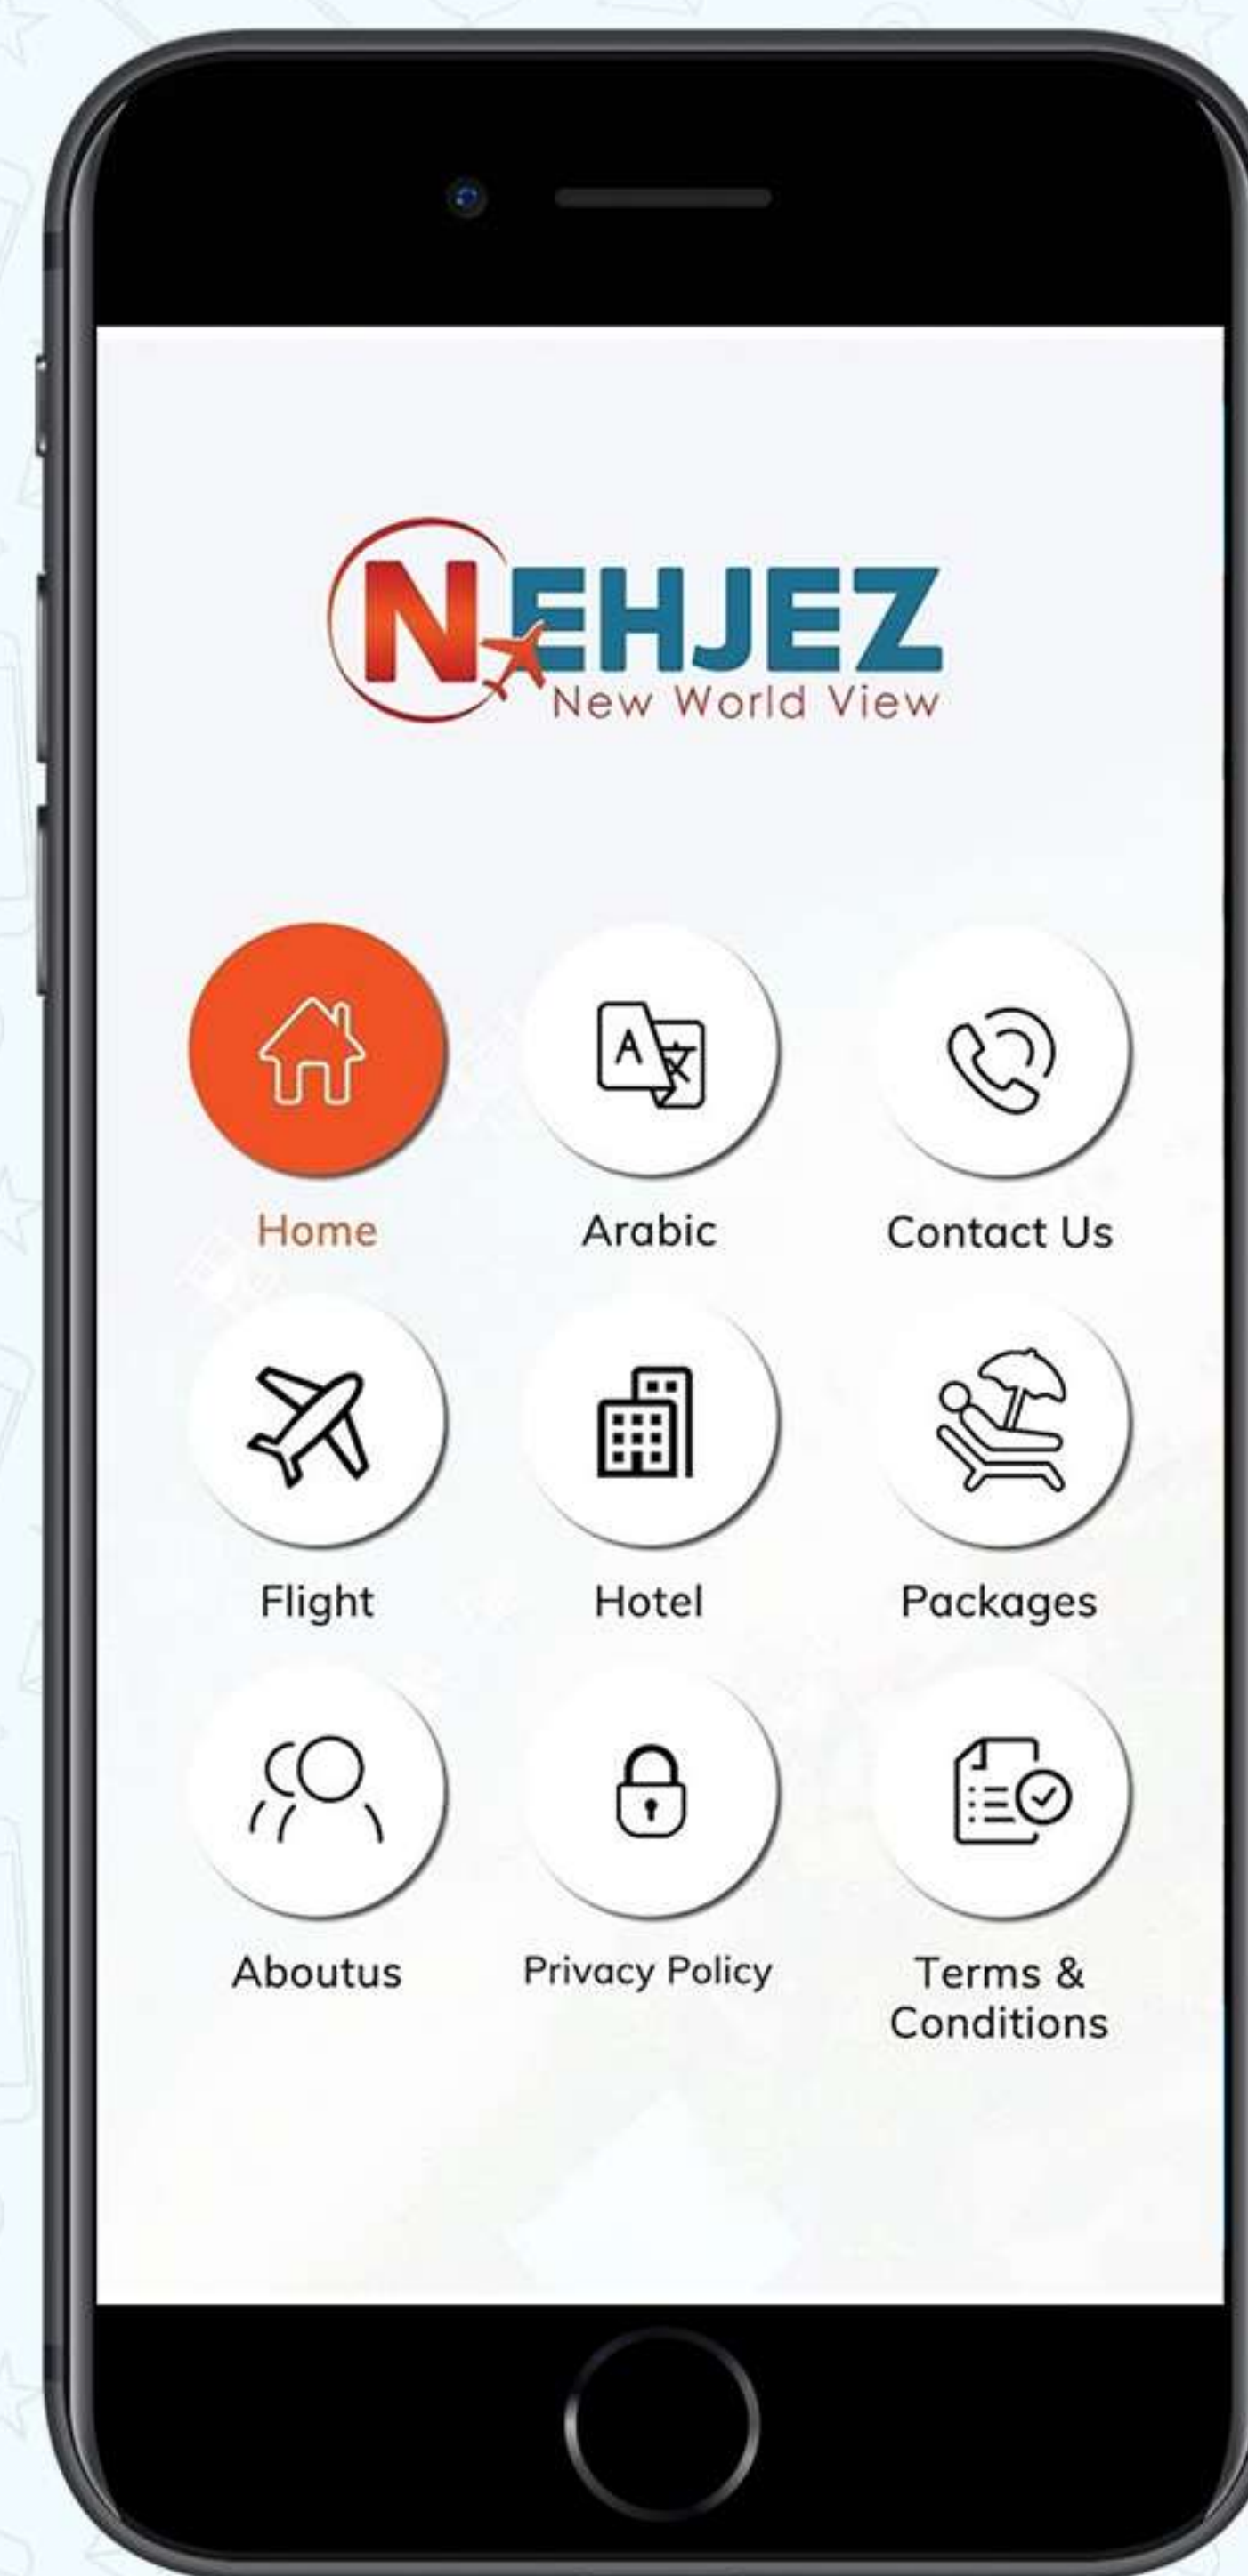 NEHJEZ
New World View
Home
Arabic
Contact Us
Flight
Hotel
Packages
Aboutus
Privacy Policy
Terms &
Conditions